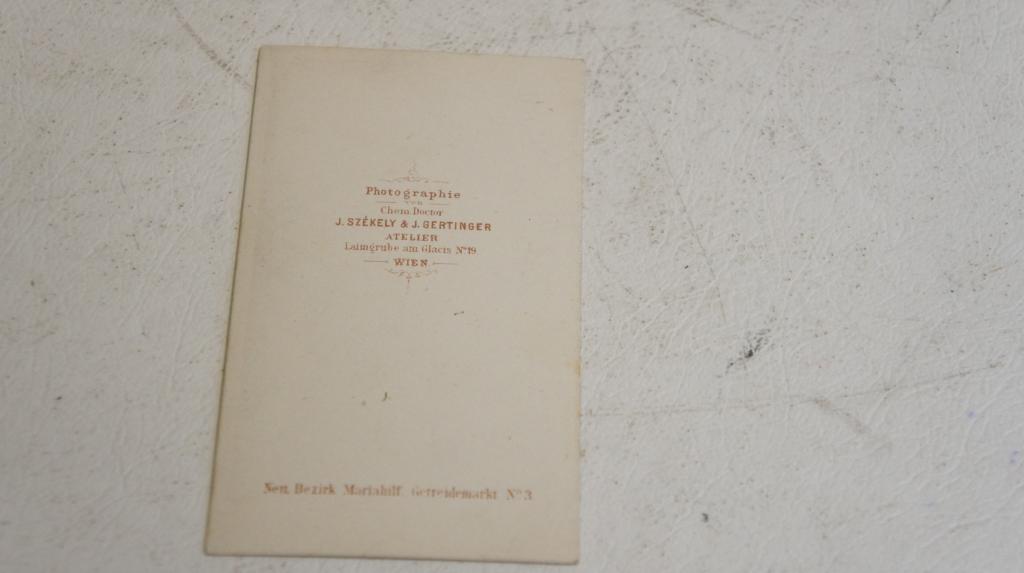 Photographie
von
Chem. Doctor
J. SZÉKELY & J. GERTINGER
ATELIER
Laimgrube am Glacis Nº 19
WIEN
Neu, Bezirk Mariahilf, Getreidemarkt Nº 3